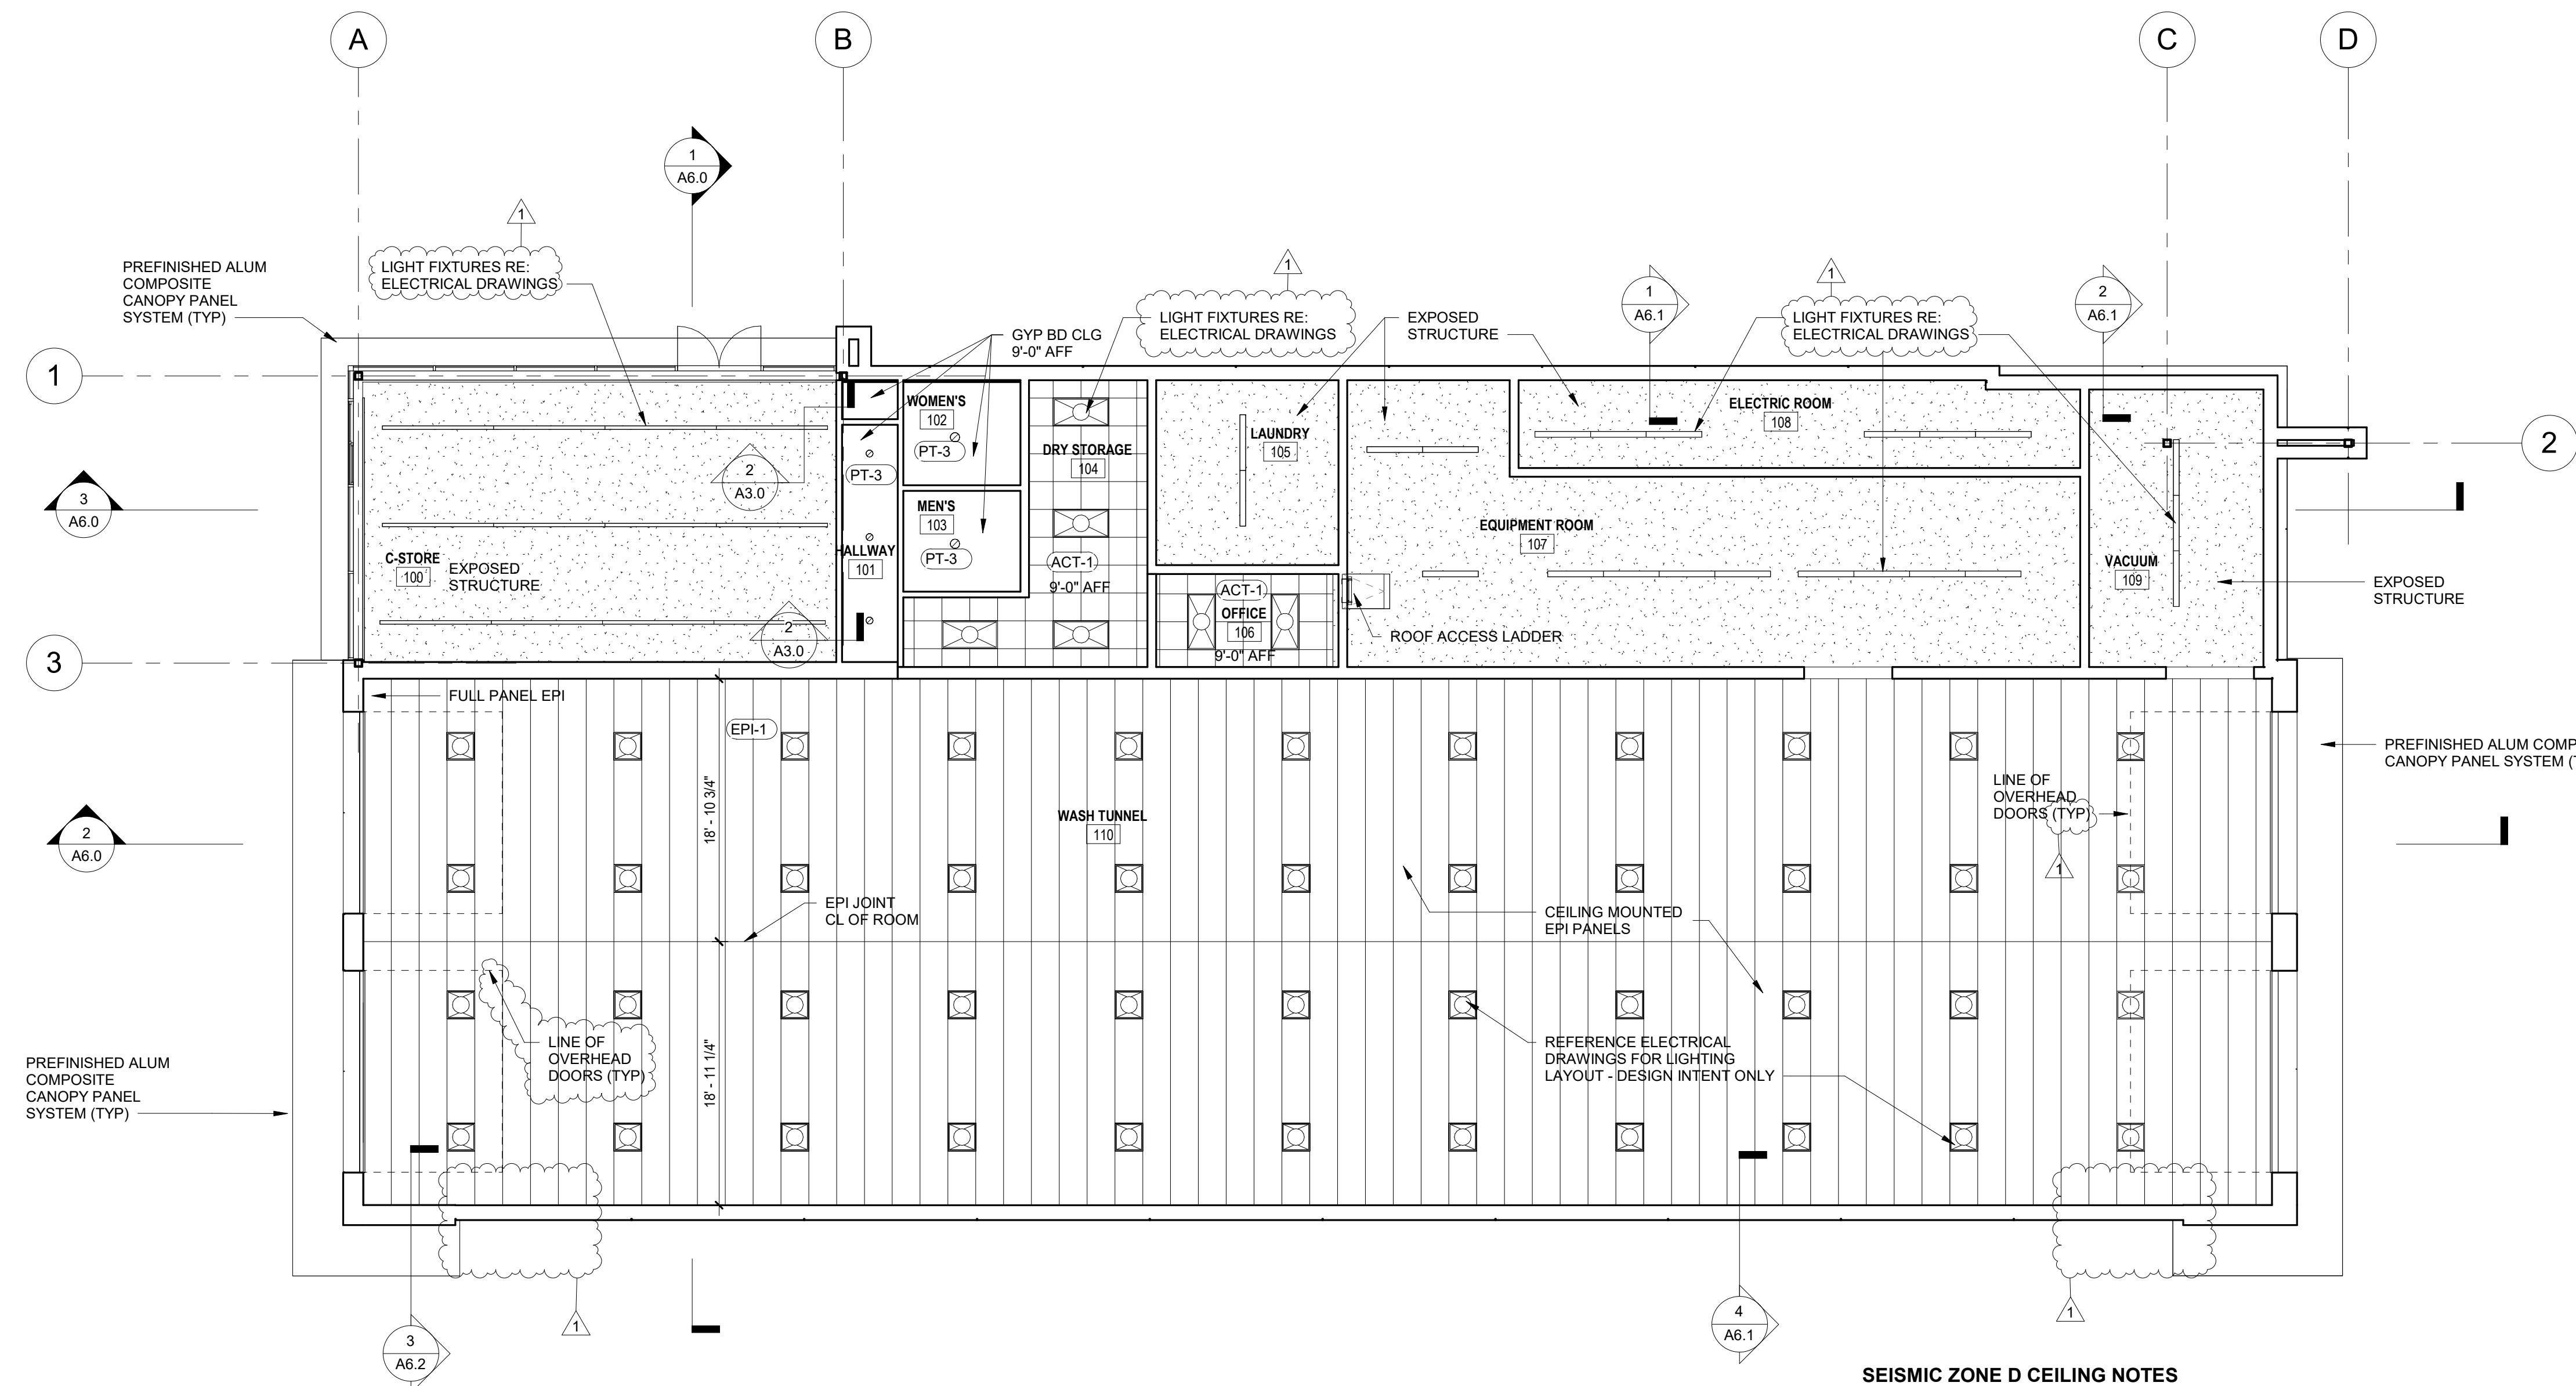 A
B
C
D
1
A6.0
1
PREFINISHED ALUM
COMPOSITE
CANOPY PANEL
SYSTEM (TYP)
LIGHT FIXTURES RE:
ELECTRICAL DRAWINGS
1
LIGHT FIXTURES RE:
ELECTRICAL DRAWINGS
GYP BD CLG
9'-0" AFF
EXPOSED
STRUCTURE
1
A6.1
1
LIGHT FIXTURES RE:
ELECTRICAL DRAWINGS
2
A6.1
1
2
3
3
A6.0
WOMEN'S
102
PT-3
PT-3
2
A3.0
MEN'S
103
PT-3
DRY STORAGE
104
ACT-1
9'-0" AFF
LAUNDRY
105
ELECTRIC ROOM
108
EQUIPMENT ROOM
107
VACUUM
109
EXPOSED
STRUCTURE
C-STORE
100
EXPOSED
STRUCTURE
HALLWAY
101
2
A3.0
ACT-1
OFFICE
106
9'-0" AFF
ROOF ACCESS LADDER
FULL PANEL EPI
EPI-1
18' - 10 3/4"
WASH TUNNEL
110
LINE OF
OVERHEAD
DOORS (TYP)
1
PREFINISHED ALUM COMP
CANOPY PANEL SYSTEM (
2
A6.0
EPI JOINT
CL OF ROOM
CEILING MOUNTED
EPI PANELS
18' - 11 1/4"
LINE OF
OVERHEAD
DOORS (TYP)
REFERENCE ELECTRICAL
DRAWINGS FOR LIGHTING
LAYOUT - DESIGN INTENT ONLY
PREFINISHED ALUM
COMPOSITE
CANOPY PANEL
SYSTEM (TYP)
1
1
3
A6.2
4
A6.1
SEISMIC ZONE D CEILING NOTES